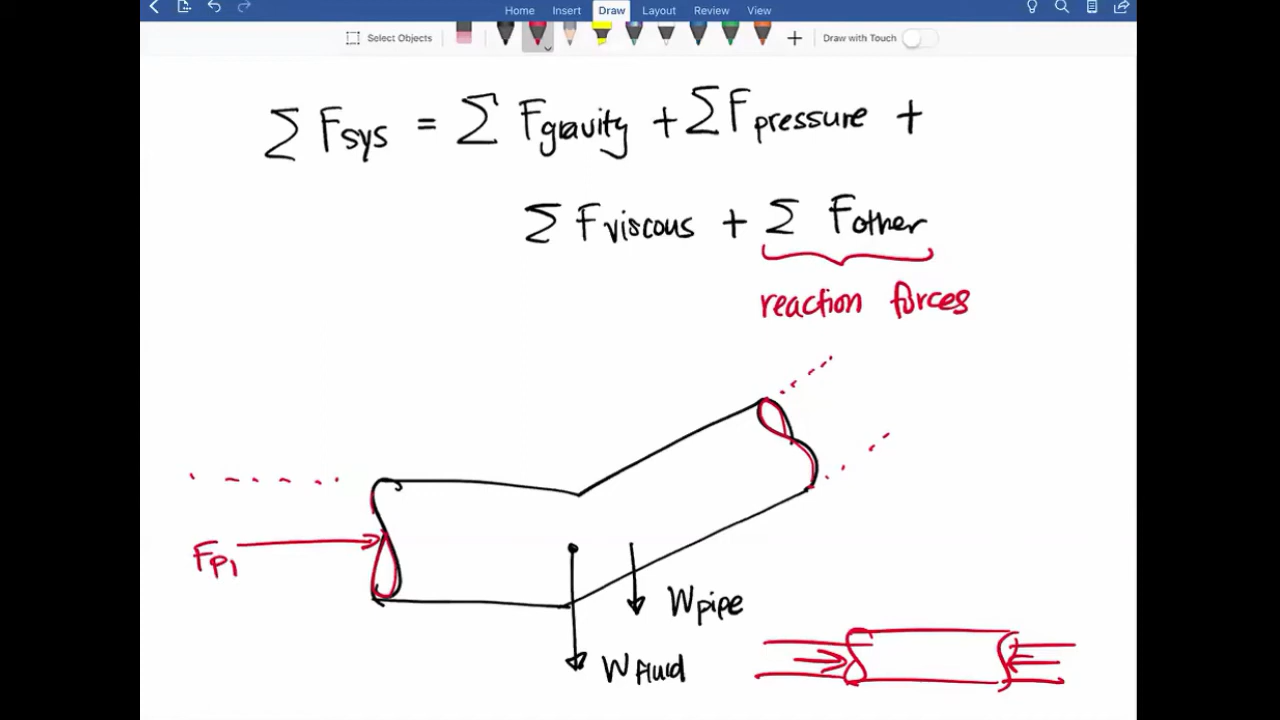 Home Insert Draw Layout Review View
Select Objects
Draw with Touch
∑ Fsys = ∑ Fgravity + ∑ Fpressure +
∑ Fviscous + ∑ Fother
reaction forces
FP1
Wpipe
Wfluid